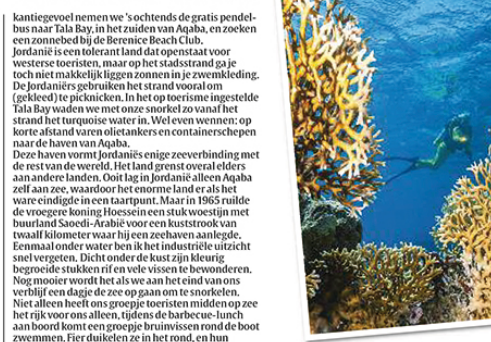 kantiegevoel nemen we 's ochtends de gratis pendel-
bus naar Tala Bay, in het zuiden van Aqaba, en zoeken
een zonnebed bij de Berenice Beach Club.
Jordanië is een tolerant land dat openstaat voor
westerse toeristen, maar op het stadsstrand ga je
toch niet makkelijk liggen zonnen in je zwemkleding.
De Jordaniërs gebruiken het strand vooral om
(gekleed) te picknicken. In het op toerisme ingestelde
Tala Bay waden we met onze snorkel zo vanaf het
strand het turquoise water in. Wel even wennen: op
korte afstand varen olietankers en containerschepen
naar de haven van Aqaba.
Deze haven vormt Jordaniës enige zeeverbinding met
de rest van de wereld. Het land grenst overal elders
aan andere landen. Ooit lag in Jordanië alleen Aqaba
zelf aan zee, waardoor het enorme land er als het
ware eindigde in een taartpunt. Maar in 1965 ruilde
de vroegere koning Hoessein een stuk woestijn met
buurland Saoedi-Arabië voor een kuststrook van
twaalf kilometer waar hij een zeehaven aanlegde.
Eenmaal onder water ben ik het industriële uitzicht
snel vergeten. Dicht onder de kust zijn kleurig
begroeide stukken rif en vele vissen te bewonderen.
Nog mooier wordt het als we aan het eind van ons
verblijf een dagje de zee op gaan om te snorkelen.
Niet alleen heeft ons groepje toeristen midden op zee
het rijk voor ons alleen, tijdens de barbecue-lunch
aan boord komt een groepje bruinvissen rond de boot
zwemmen. Fier duikelen ze in het rond, en hun